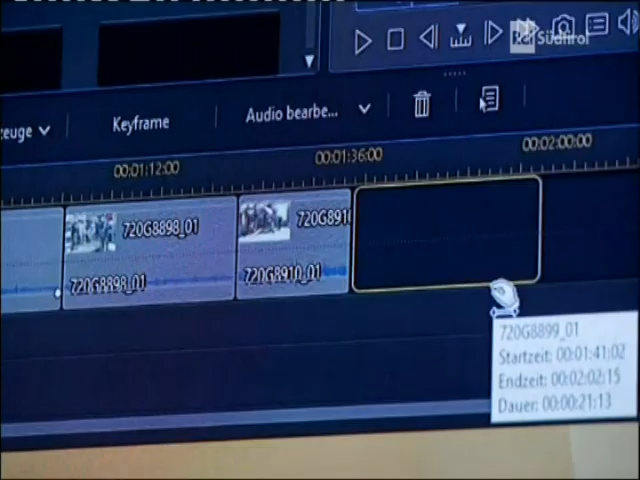 Rai Südtirol
zeuge
Keyframe
Audio bearbe...
00:01:12:00
00:01:36:00
00:02:00:00
720G8898_01
720G891
720G8898_01
720G8910_01
720G8899_01
Startzeit: 00:01:41:02
Endzeit: 00:02:02:15
Dauer: 00:00:21:13